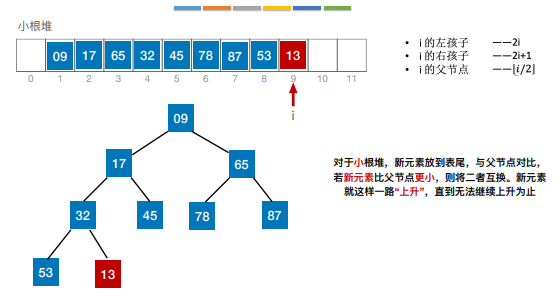 小根堆
09 17 65 32 45 78 87 53 13
0 1 2 3 4 5 6 7 8 9 10 11
i
• i 的左孩子 ——2i
• i 的右孩子 ——2i+1
• i 的父节点 ——⌊i/2⌋
09
17 65
32 45 78 87
53 13
对于小根堆，新元素放到表尾，与父节点对比，
若新元素比父节点更小，则将二者互换。新元素
就这样一路“上升”，直到无法继续上升为止